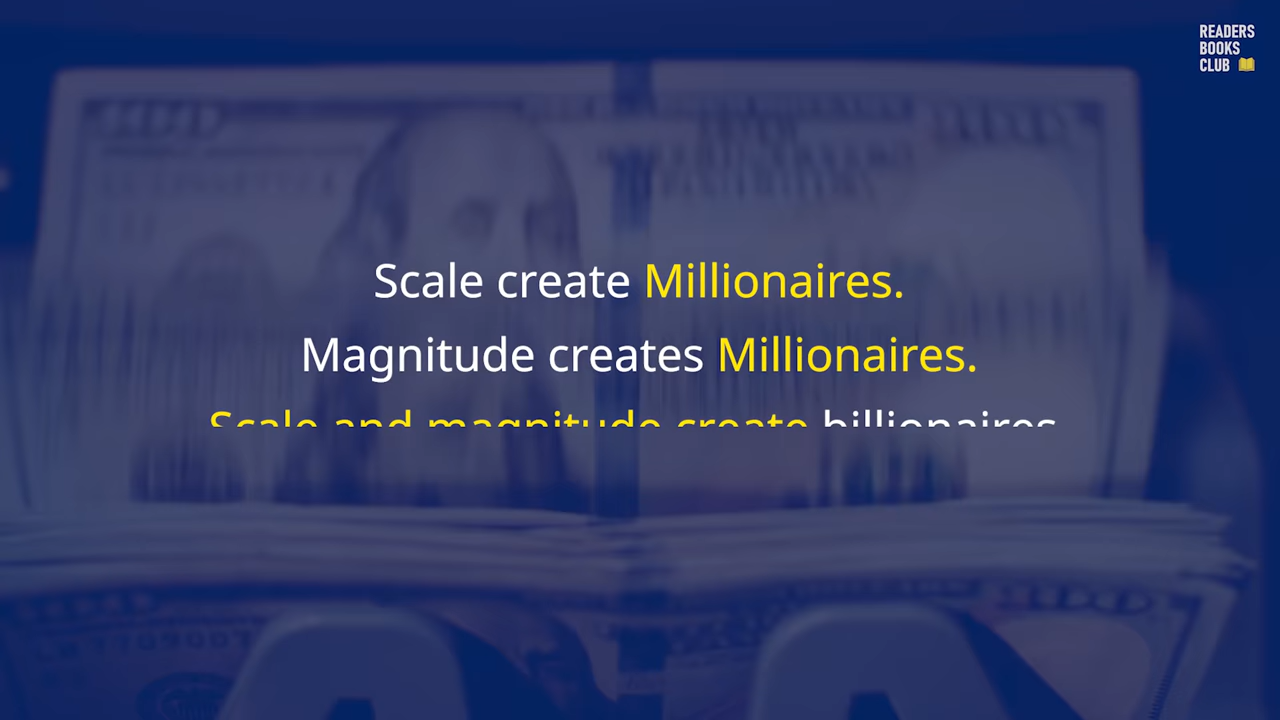 READERS
BOOKS
CLUB
Scale create Millionaires.
Magnitude creates Millionaires.
Scale and magnitude create billionaires